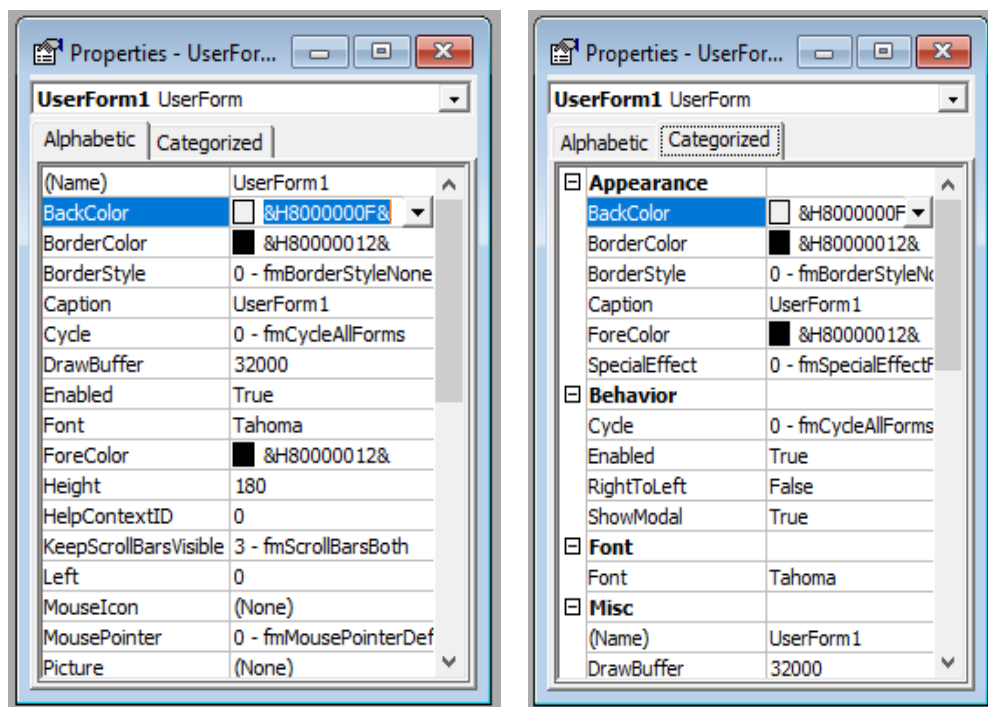 Properties - UserFor...
UserForm1 UserForm
Alphabetic Categorized
(Name) UserForm1
BackColor &H8000000F&
BorderColor &H80000012&
BorderStyle 0 - fmBorderStyleNone
Caption UserForm1
Cycle 0 - fmCycleAllForms
DrawBuffer 32000
Enabled True
Font Tahoma
ForeColor &H80000012&
Height 180
HelpContextID 0
KeepScrollBarsVisible 3 - fmScrollBarsBoth
Left 0
MouseIcon (None)
MousePointer 0 - fmMousePointerDef
Picture (None)
Properties - UserFor...
UserForm1 UserForm
Alphabetic Categorized
Appearance
BackColor &H8000000F
BorderColor &H80000012&
BorderStyle 0 - fmBorderStyleNo
Caption UserForm1
ForeColor &H80000012&
SpecialEffect 0 - fmSpecialEffectF
Behavior
Cycle 0 - fmCycleAllForms
Enabled True
RightToLeft False
ShowModal True
Font
Font Tahoma
Misc
(Name) UserForm1
DrawBuffer 32000